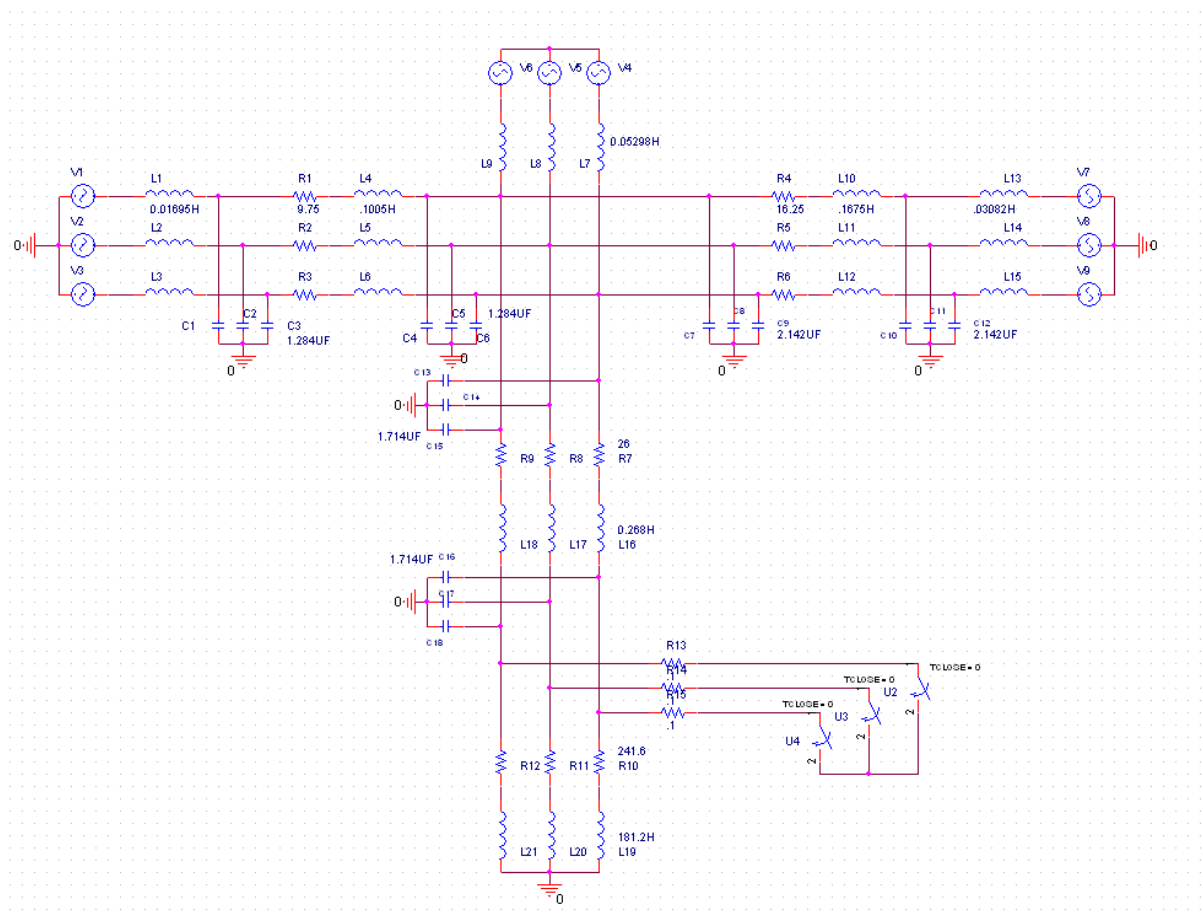 V6 V5 V4
L9 L8 L7 0.05298H
V1 L1 R1 L4 R4 L10 L13 V7
0.01695H 9.75 .1005H 16.25 .1675H .03082H
V2 L2 R2 L5 R5 L11 L14 V8
0 0
V3 L3 R3 L6 R6 L12 L15 V9
C2 C5 1.284UF C8 C11
C1 C3 C4 C6 C7 C9 C10 C12
1.284UF 2.142UF 2.142UF
0 0 0 0
C13
0 C14
1.714UF C15
26
R9 R8 R7
0.268H
L18 L17 L16
1.714UF C16
0 C17
C18
R13
TCLOSE = 0
R14
TCLOSE = 0
.1
U2
R15
TCLOSE = 0
.1
U3
2
U4
2
2
241.6
R12 R11 R10
181.2H
L21 L20 L19
0